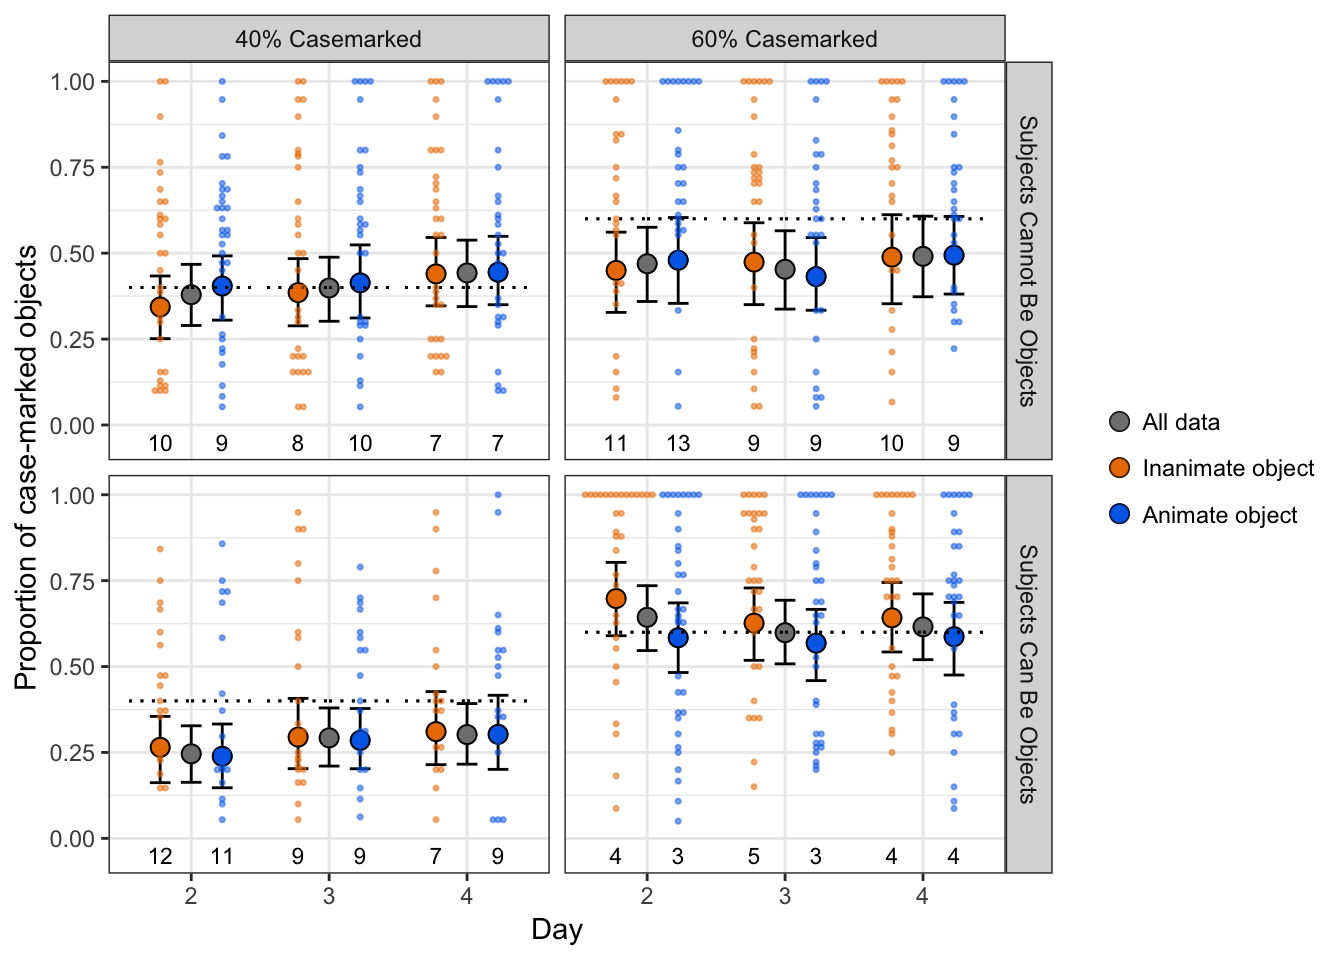 40% Casemarked
60% Casemarked
Proportion of case-marked objects
1.00
0.75
0.50
0.25
0.00
10 9 8 10 7 7
11 13 9 9 10 9
Subjects Cannot Be Objects
1.00
0.75
0.50
0.25
0.00
12 11 9 9 7 9
4 3 5 3 4 4
Subjects Can Be Objects
2 3 4
2 3 4
Day
All data
Inanimate object
Animate object